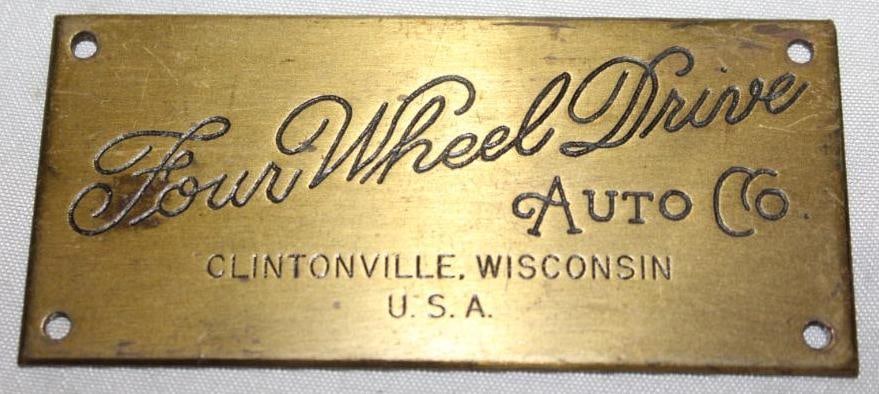 Four Wheel Drive
AUTO CO.
CLINTONVILLE, WISCONSIN
U. S. A.